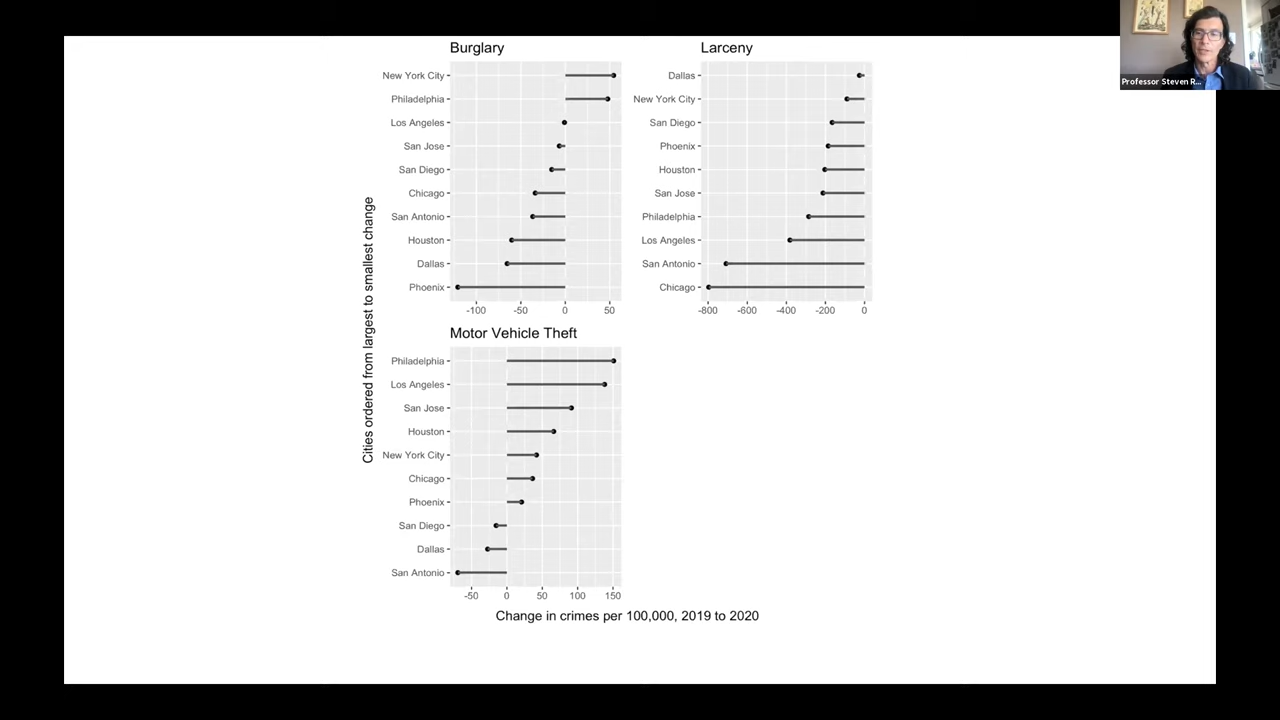 Burglary
New York City
Philadelphia
Los Angeles
San Jose
San Diego
Chicago
San Antonio
Houston
Dallas
Phoenix
-100 -50 0 50
Larceny
Dallas
New York City
San Diego
Phoenix
Houston
San Jose
Philadelphia
Los Angeles
San Antonio
Chicago
-800 -600 -400 -200 0
Motor Vehicle Theft
Philadelphia
Los Angeles
San Jose
Houston
New York City
Chicago
Phoenix
San Diego
Dallas
San Antonio
-50 0 50 100 150
Cities ordered from largest to smallest change
Change in crimes per 100,000, 2019 to 2020
Professor Steven R...